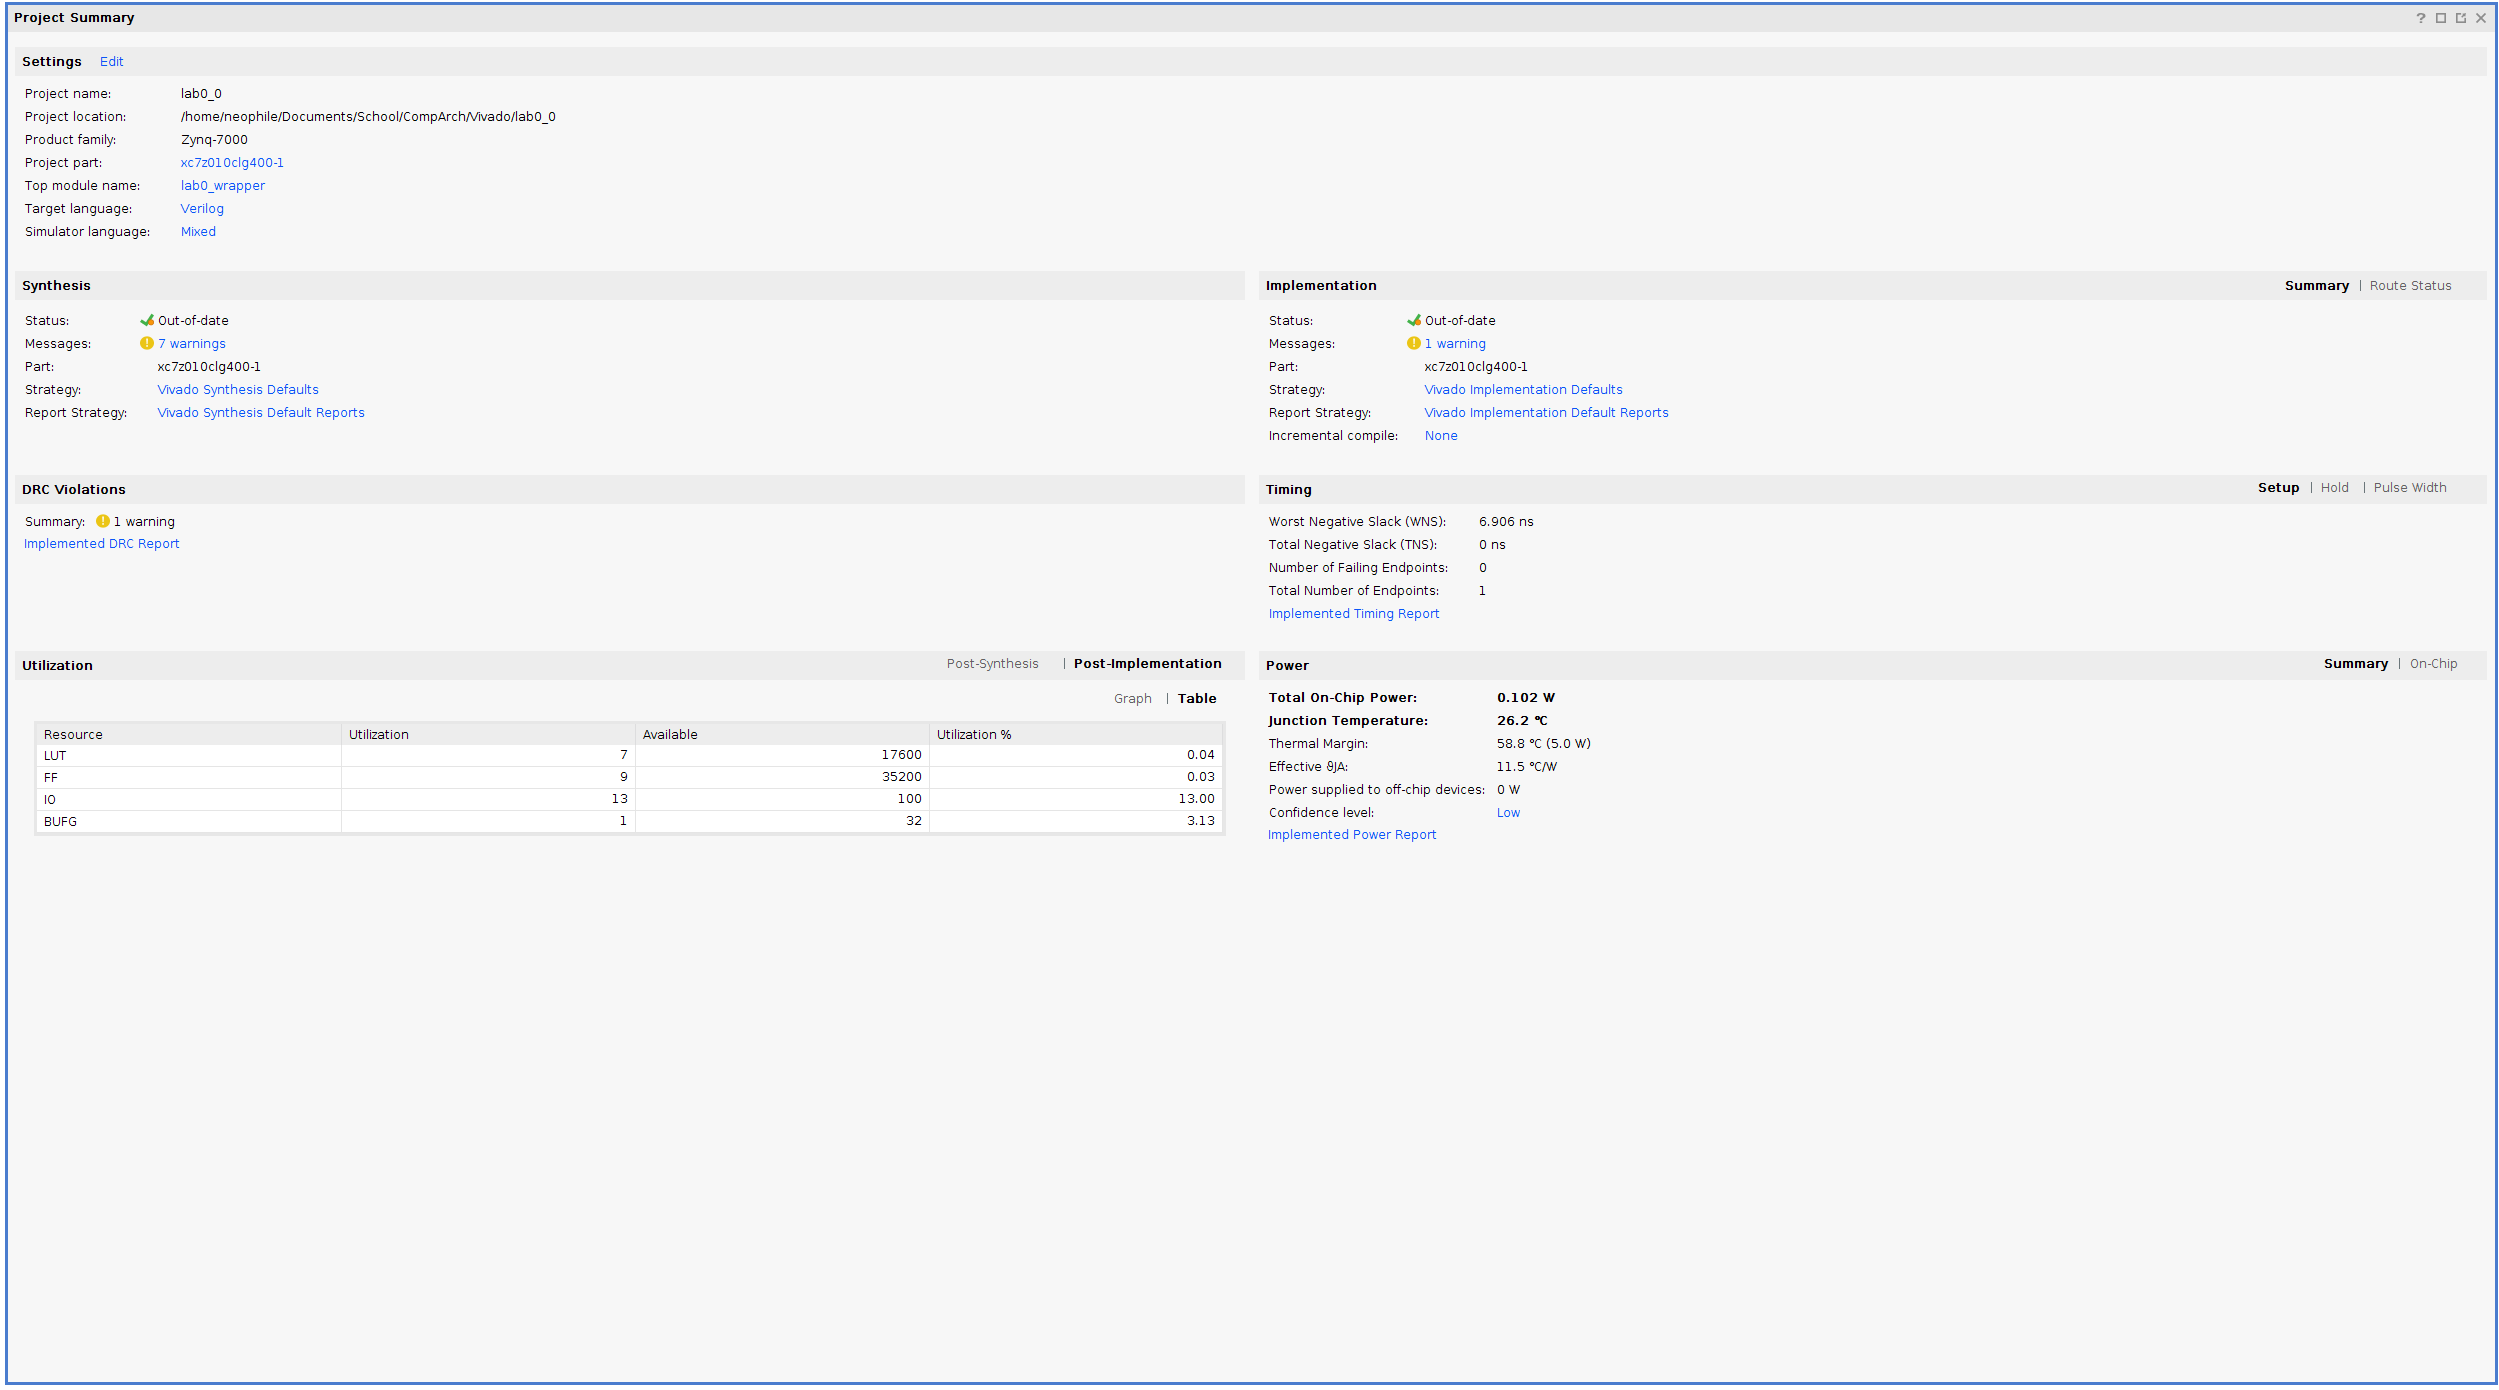 Project Summary
Settings Edit
Project name: lab0_0
Project location: /home/neophile/Documents/School/CompArch/Vivado/lab0_0
Product family: Zynq-7000
Project part: xc7z010clg400-1
Top module name: lab0_wrapper
Target language: Verilog
Simulator language: Mixed
Synthesis
Status: Out-of-date
Messages: 7 warnings
Part: xc7z010clg400-1
Strategy: Vivado Synthesis Defaults
Report Strategy: Vivado Synthesis Default Reports
Implementation Summary | Route Status
Status: Out-of-date
Messages: 1 warning
Part: xc7z010clg400-1
Strategy: Vivado Implementation Defaults
Report Strategy: Vivado Implementation Default Reports
Incremental compile: None
DRC Violations
Summary: 1 warning
Implemented DRC Report
Timing Setup | Hold | Pulse Width
Worst Negative Slack (WNS): 6.906 ns
Total Negative Slack (TNS): 0 ns
Number of Failing Endpoints: 0
Total Number of Endpoints: 1
Implemented Timing Report
Utilization Post-Synthesis | Post-Implementation
Graph | Table
Resource Utilization Available Utilization %
LUT 7 17600 0.04
FF 9 35200 0.03
IO 13 100 13.00
BUFG 1 32 3.13
Power Summary | On-Chip
Total On-Chip Power: 0.102 W
Junction Temperature: 26.2 °C
Thermal Margin: 58.8 °C (5.0 W)
Effective ϑJA: 11.5 °C/W
Power supplied to off-chip devices: 0 W
Confidence level: Low
Implemented Power Report